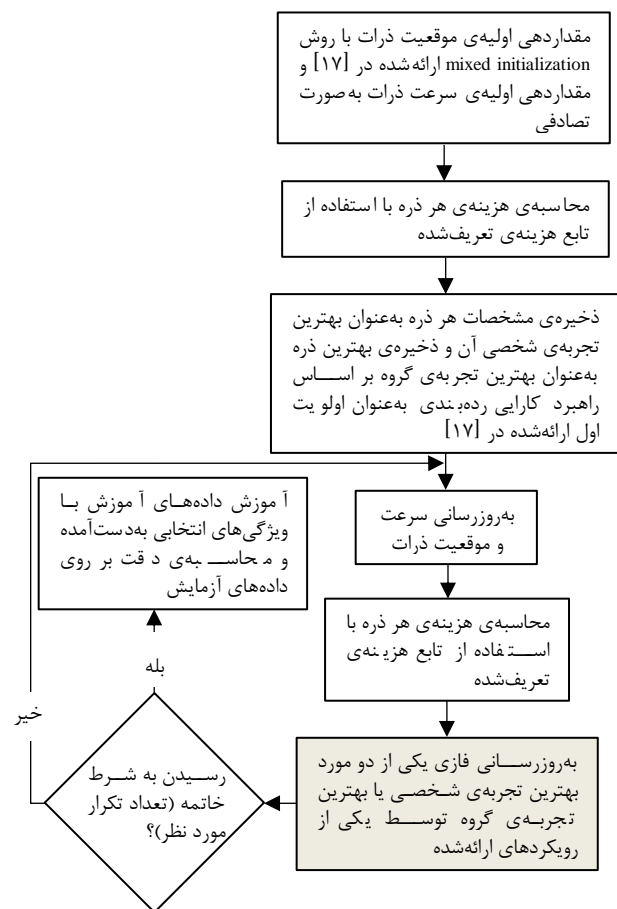 مقداردهی اولیه‌ی موقعیت ذرات با روش
mixed initialization ارائه‌شده در [۱۷] و
مقداردهی اولیه‌ی سرعت ذرات به‌صورت
تصادفی
محاسبه‌ی هزینه‌ی هر ذره با استفاده از
تابع هزینه‌ی تعریف‌شده
ذخیره‌ی مشخصات هر ذره به‌عنوان بهترین
تجربه‌ی شخصی آن و ذخیره‌ی بهترین ذره
به‌عنوان بهترین تجربه‌ی گروه بر اساس
راهبرد کارایی رده‌بندی به‌عنوان اولویت
اول ارائه‌شده در [۱۷]
به‌روزرسانی سرعت
و موقعیت ذرات
محاسبه‌ی هزینه‌ی هر ذره با
استفاده از تابع هزینه‌ی
تعریف‌شده
به‌روزرسانی فازی یکی از دو مورد
بهترین تجربه‌ی شخصی یا بهترین
تجربه‌ی گروه توسط یکی از
رویکردهای ارائه‌شده
رسیدن به شرط
خاتمه (تعداد تکرار
مورد نظر)؟
خیر
بله
آموزش داده‌های آموزش با
ویژگی‌های انتخابی به‌دست‌آمده
و محاسبه‌ی دقت بر روی
داده‌های آزمایش